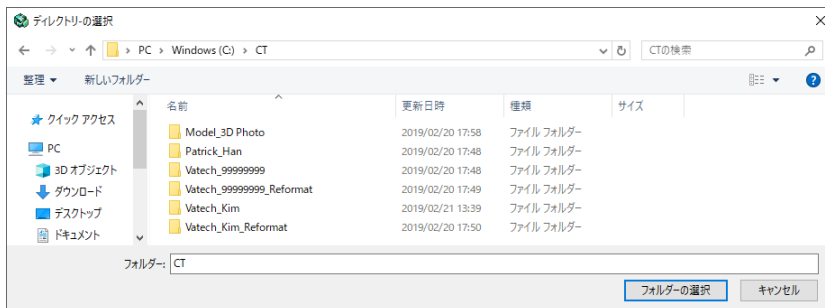 ディレクトリーの選択
PC › Windows (C:) › CT
CTの検索
整理
新しいフォルダー
名前 更新日時 種類 サイズ
クイック アクセス
PC
3D オブジェクト
ダウンロード
デスクトップ
ドキュメント
Model_3D Photo 2019/02/20 17:58 ファイル フォルダー
Patrick_Han 2019/02/20 17:48 ファイル フォルダー
Vatech_99999999 2019/02/20 17:48 ファイル フォルダー
Vatech_99999999_Reformat 2019/02/20 17:49 ファイル フォルダー
Vatech_Kim 2019/02/21 13:39 ファイル フォルダー
Vatech_Kim_Reformat 2019/02/20 17:50 ファイル フォルダー
フォルダー: CT
フォルダーの選択
キャンセル